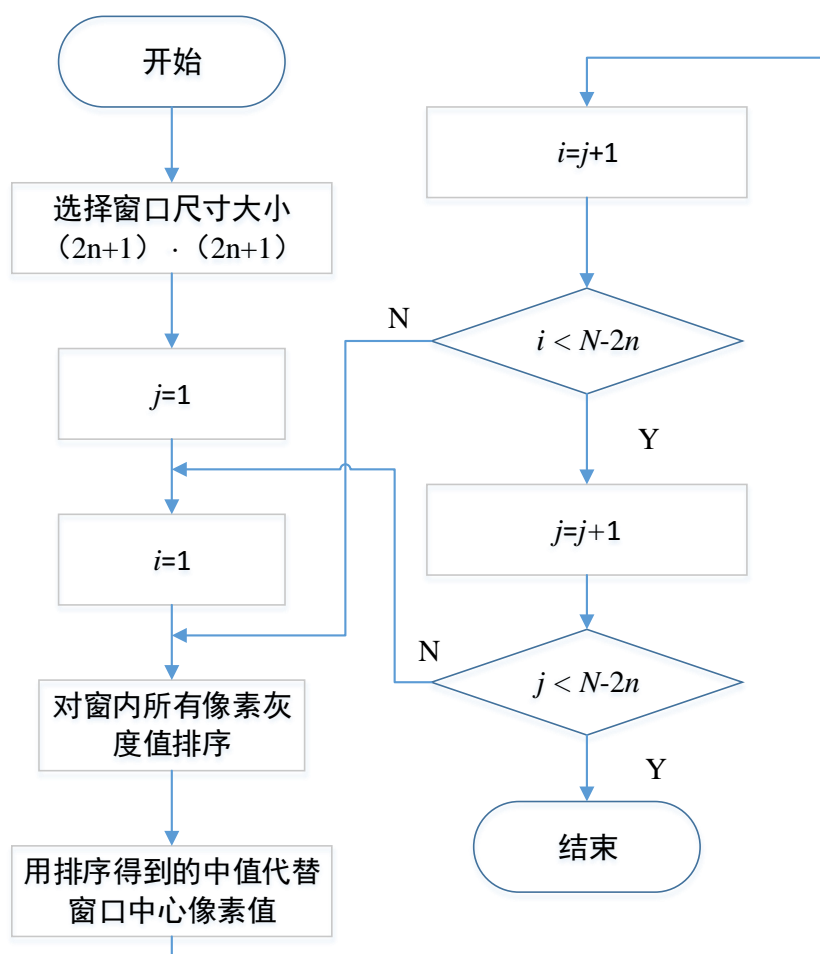 开始
选择窗口尺寸大小
（2n+1）·（2n+1）
j=1
i=1
对窗内所有像素灰
度值排序
用排序得到的中值代替
窗口中心像素值
i=j+1
N
i < N-2n
Y
j=j+1
N
j < N-2n
Y
结束